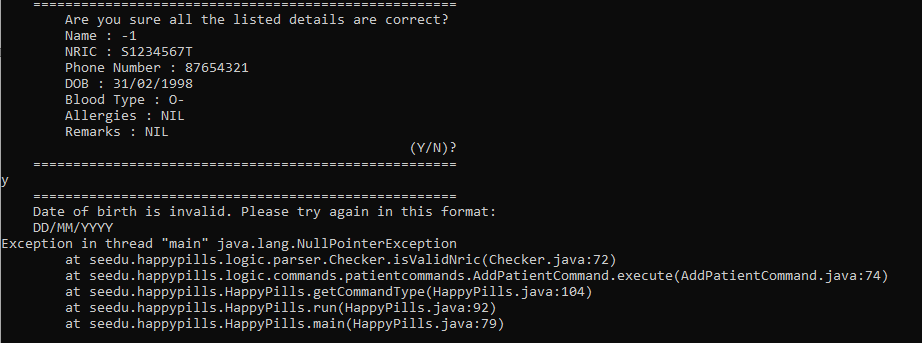 =====================================================
Are you sure all the listed details are correct?
Name : -1
NRIC : S1234567T
Phone Number : 87654321
DOB : 31/02/1998
Blood Type : O-
Allergies : NIL
Remarks : NIL
(Y/N)?
=====================================================
y
=====================================================
Date of birth is invalid. Please try again in this format:
DD/MM/YYYY
Exception in thread "main" java.lang.NullPointerException
at seedu.happypills.logic.parser.Checker.isValidNric(Checker.java:72)
at seedu.happypills.logic.commands.patientcommands.AddPatientCommand.execute(AddPatientCommand.java:74)
at seedu.happypills.HappyPills.getCommandType(HappyPills.java:104)
at seedu.happypills.HappyPills.run(HappyPills.java:92)
at seedu.happypills.HappyPills.main(HappyPills.java:79)